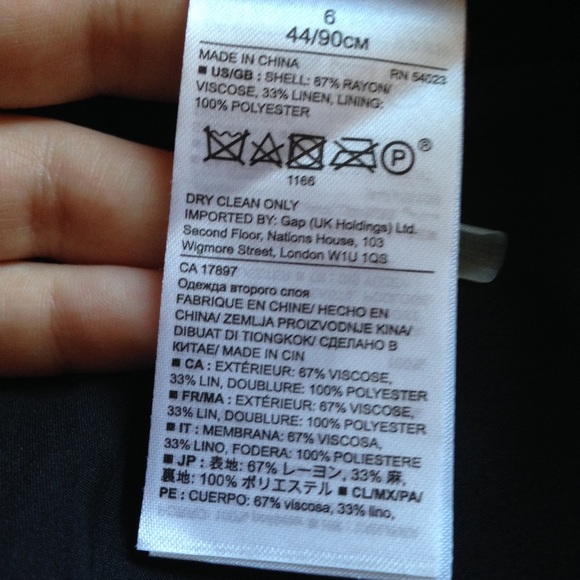 6
44/90см
MADE IN CHINA RN 54023
■ US/GB : SHELL: 67% RAYON/
VISCOSE, 33% LINEN, LINING:
100% POLYESTER
P ®
1166
DRY CLEAN ONLY
IMPORTED BY: Gap (UK Holdings) Ltd.
Second Floor, Nations House, 103
Wigmore Street, London W1U 1QS
CA 17897
Одежда второго слоя
FABRIQUE EN CHINE/ HECHO EN
CHINA/ ZEMLJA PROIZVODNJE KINA/
DIBUAT DI TIONGKOK/ СДЕЛАНО В
КИТАЕ/ MADE IN CIN
■ CA : EXTÉRIEUR: 67% VISCOSE,
33% LIN, DOUBLURE: 100% POLYESTER
■ FR/MA : EXTÉRIEUR: 67% VISCOSE,
33% LIN, DOUBLURE: 100% POLYESTER
■ IT : MEMBRANA: 67% VISCOSA,
33% LINO, FODERA: 100% POLIESTERE
■ JP : 表地: 67% レーヨン, 33% 麻,
裏地: 100% ポリエステル ■ CL/MX/PA/
PE : CUERPO: 67% viscosa, 33% lino,